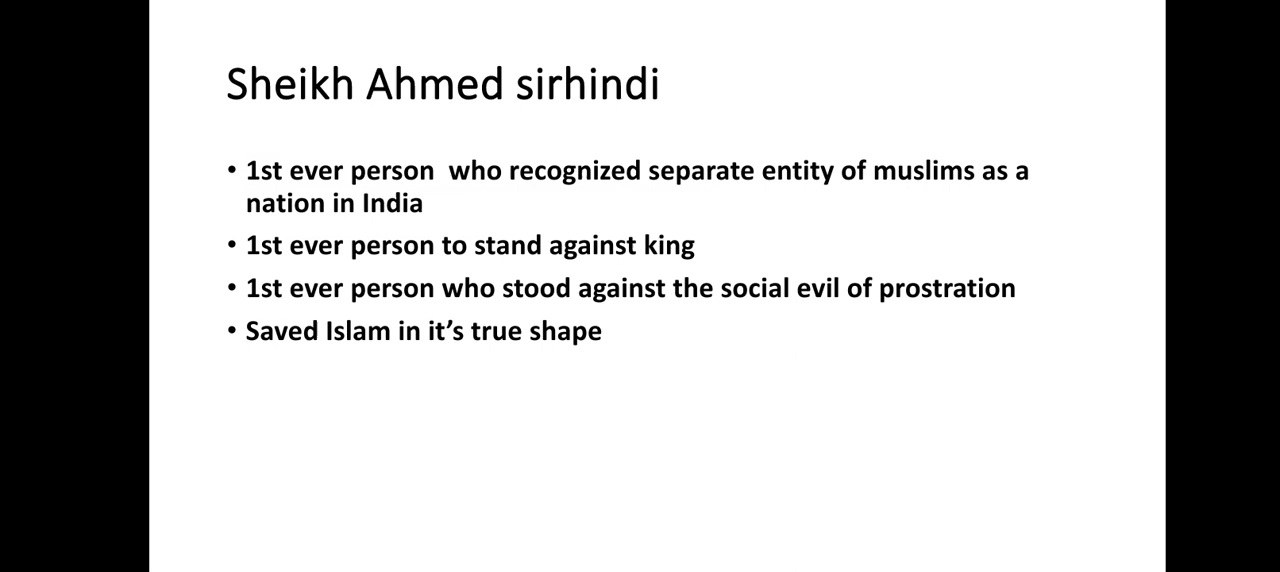 Sheikh Ahmed sirhindi
• 1st ever person  who recognized separate entity of muslims as a
nation in India
• 1st ever person to stand against king
• 1st ever person who stood against the social evil of prostration
• Saved Islam in it’s true shape